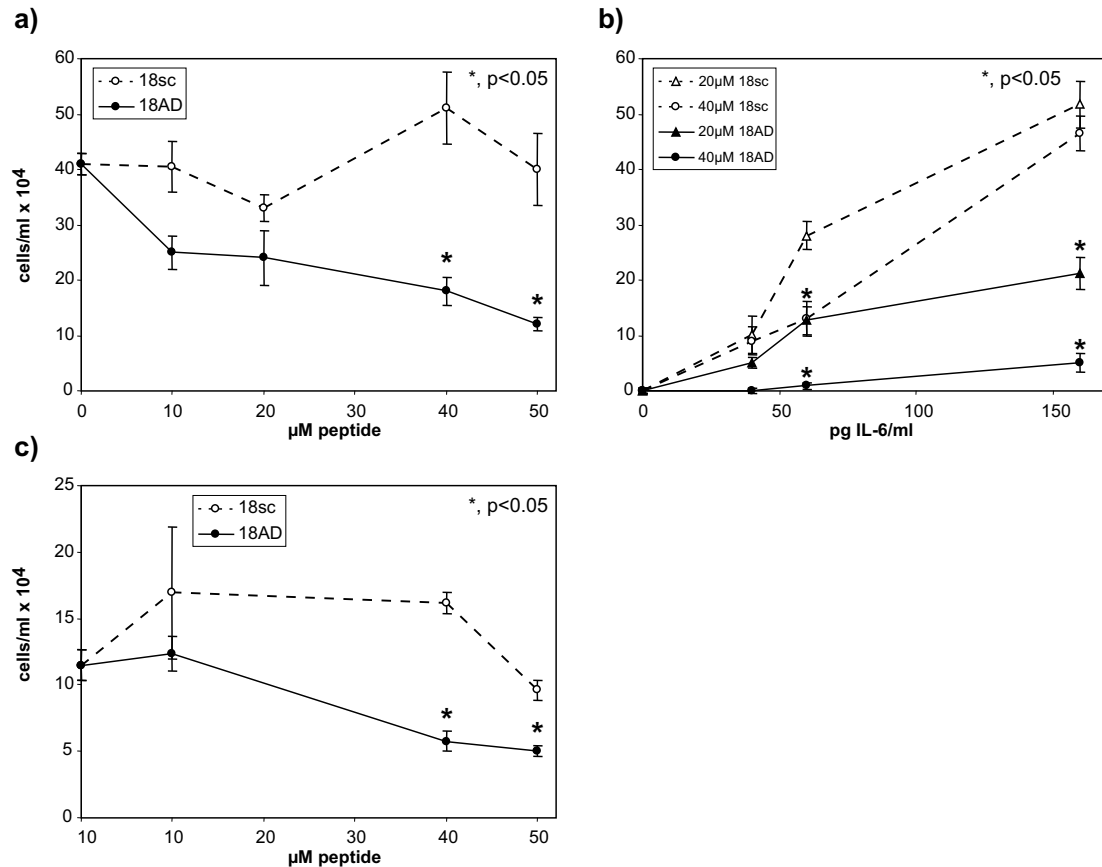 a)
60
50
40
30
20
10
0
cells/ml x 10⁴
18sc
18AD
*, p<0.05
*
*
0 10 20 30 40 50
µM peptide
b)
60
50
40
30
20
10
0
20µM 18sc
40µM 18sc
20µM 18AD
40µM 18AD
*, p<0.05
*
*
*
*
0 50 100 150
pg IL-6/ml
c)
25
20
15
10
5
0
cells/ml x 10⁴
18sc
18AD
*, p<0.05
*
*
10 10 20 30 40 50
µM peptide